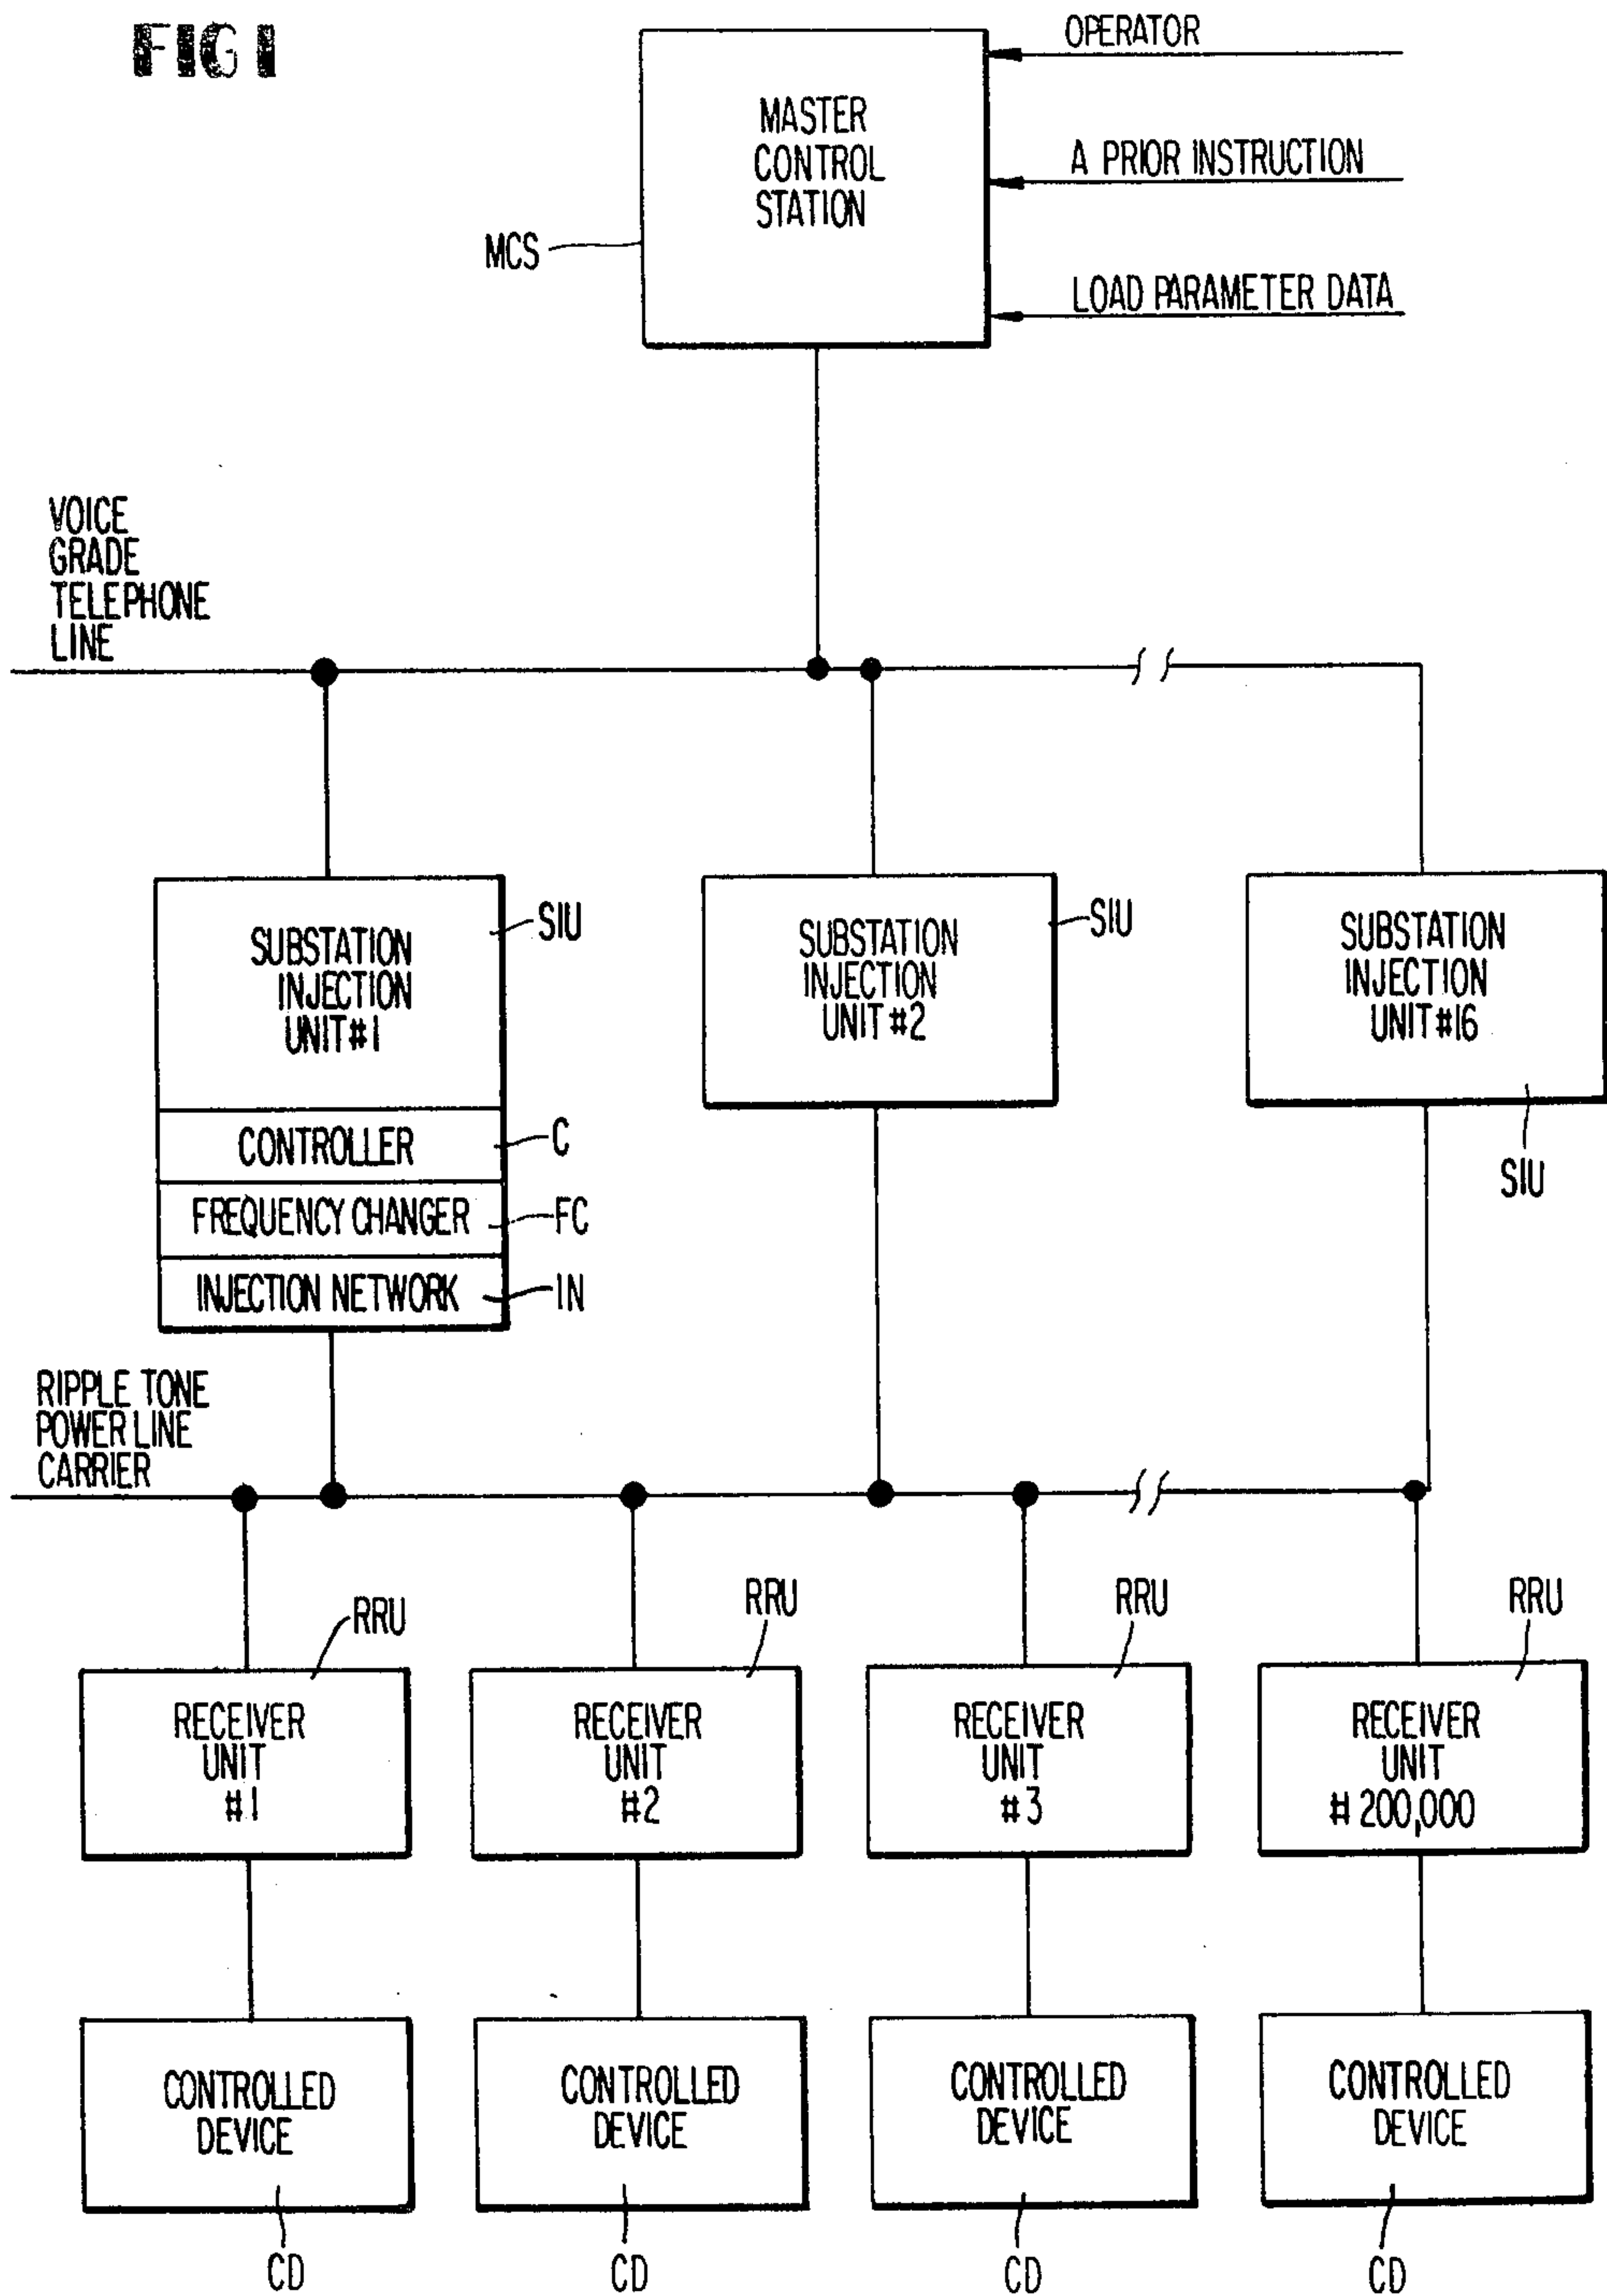 FIG 1
OPERATOR
MASTER
CONTROL
STATION
A PRIOR INSTRUCTION
MCS
LOAD PARAMETER DATA
VOICE
GRADE
TELEPHONE
LINE
SUBSTATION
INJECTION
UNIT #1
SIU
CONTROLLER
C
FREQUENCY CHANGER
FC
INJECTION NETWORK
IN
SUBSTATION
INJECTION
UNIT #2
SIU
SUBSTATION
INJECTION
UNIT #16
SIU
RIPPLE TONE
POWER LINE
CARRIER
RRU
RRU
RRU
RRU
RECEIVER
UNIT
#1
RECEIVER
UNIT
#2
RECEIVER
UNIT
#3
RECEIVER
UNIT
#200,000
CONTROLLED
DEVICE
CONTROLLED
DEVICE
CONTROLLED
DEVICE
CONTROLLED
DEVICE
CD
CD
CD
CD